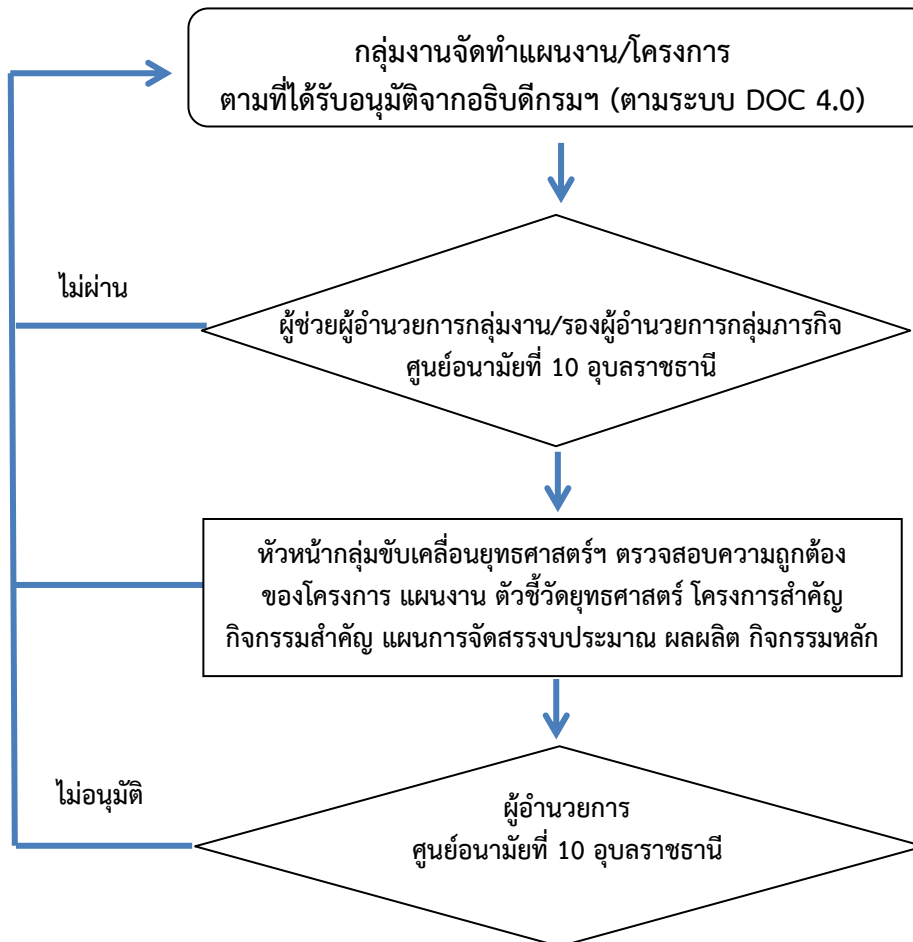 กลุ่มงานจัดทำแผนงาน/โครงการ
ตามที่ได้รับอนุมัติจากอธิบดีกรมฯ (ตามระบบ DOC 4.0)
ไม่ผ่าน
ผู้ช่วยผู้อำนวยการกลุ่มงาน/รองผู้อำนวยการกลุ่มภารกิจ
ศูนย์อนามัยที่ 10 อุบลราชธานี
หัวหน้ากลุ่มขับเคลื่อนยุทธศาสตร์ฯ ตรวจสอบความถูกต้อง
ของโครงการ แผนงาน ตัวชี้วัดยุทธศาสตร์ โครงการสำคัญ
กิจกรรมสำคัญ แผนการจัดสรรงบประมาณ ผลผลิต กิจกรรมหลัก
ไม่อนุมัติ
ผู้อำนวยการ
ศูนย์อนามัยที่ 10 อุบลราชธานี